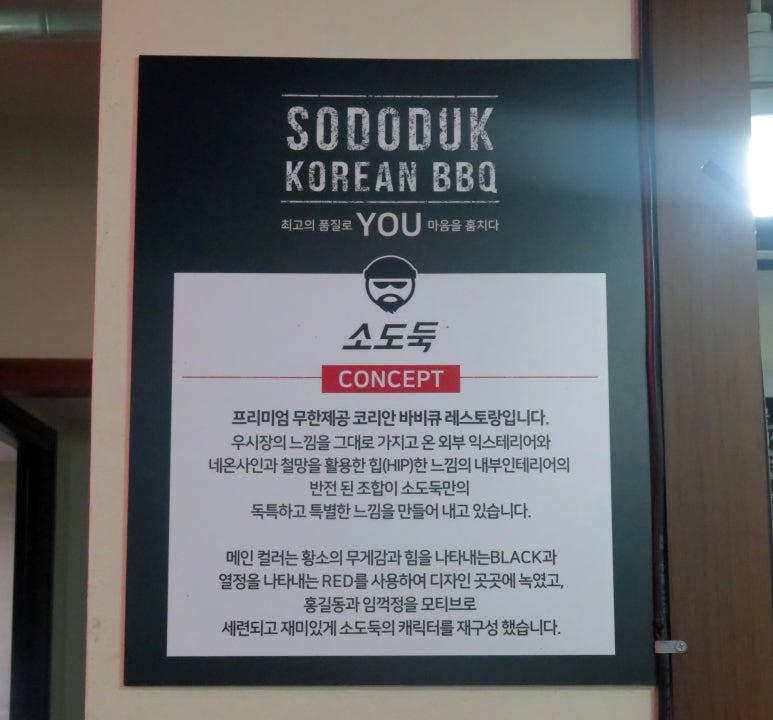 SODODUK
KOREAN BBQ
최고의 품질로 YOU 마음을 훔치다
소도둑
CONCEPT
프리미엄 무한제공 코리안 바비큐 레스토랑입니다.
우시장의 느낌을 그대로 가지고 온 외부 익스테리어와
네온사인과 철망을 활용한 힙(HIP)한 느낌의 내부인테리어의
반전 된 조합이 소도둑만의
독특하고 특별한 느낌을 만들어 내고 있습니다.
메인 컬러는 황소의 무게감과 힘을 나타내는BLACK과
열정을 나타내는 RED를 사용하여 디자인 곳곳에 녹였고,
홍길동과 임꺽정을 모티브로
세련되고 재미있게 소도둑의 캐릭터를 재구성 했습니다.